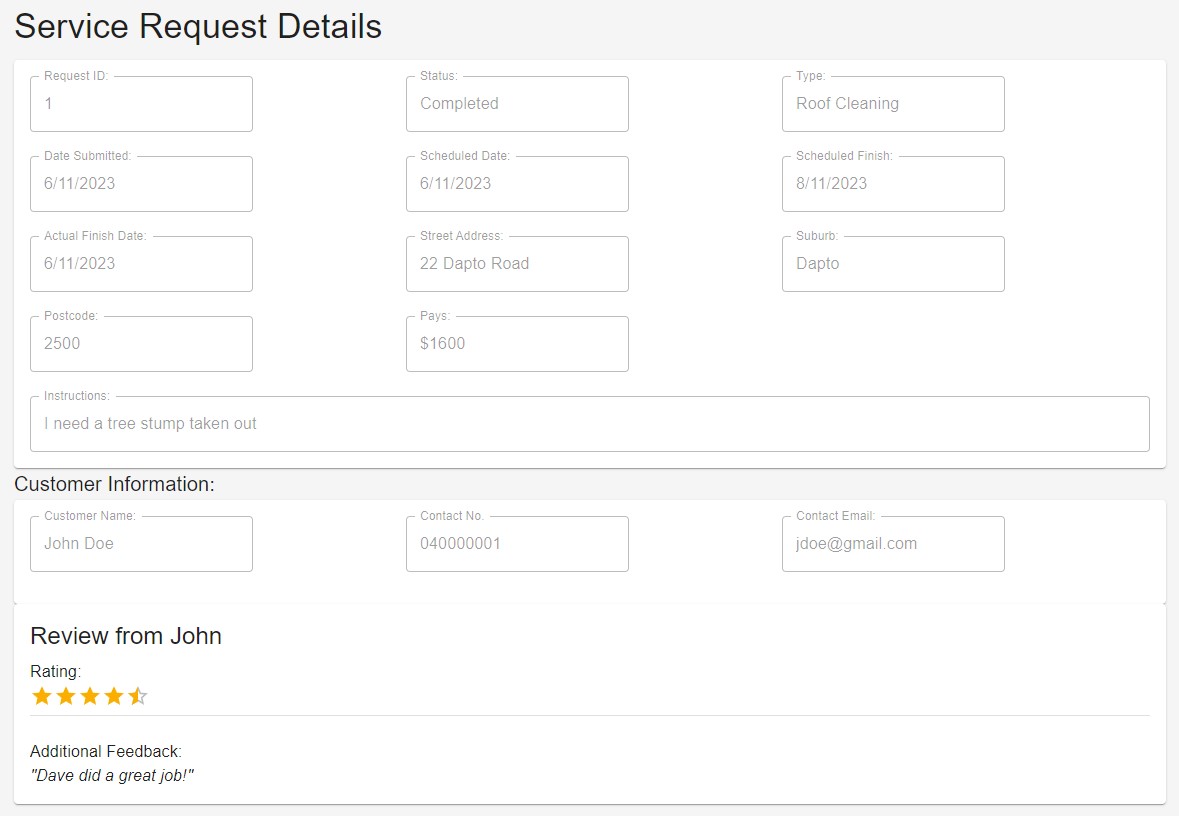 Service Request Details
Request ID: Status: Type:
1 Completed Roof Cleaning
Date Submitted: Scheduled Date: Scheduled Finish:
6/11/2023 6/11/2023 8/11/2023
Actual Finish Date: Street Address: Suburb:
6/11/2023 22 Dapto Road Dapto
Postcode: Pays:
2500 $1600
Instructions:
I need a tree stump taken out
Customer Information:
Customer Name: Contact No. Contact Email:
John Doe 040000001 jdoe@gmail.com
Review from John
Rating:
Additional Feedback:
"Dave did a great job!"